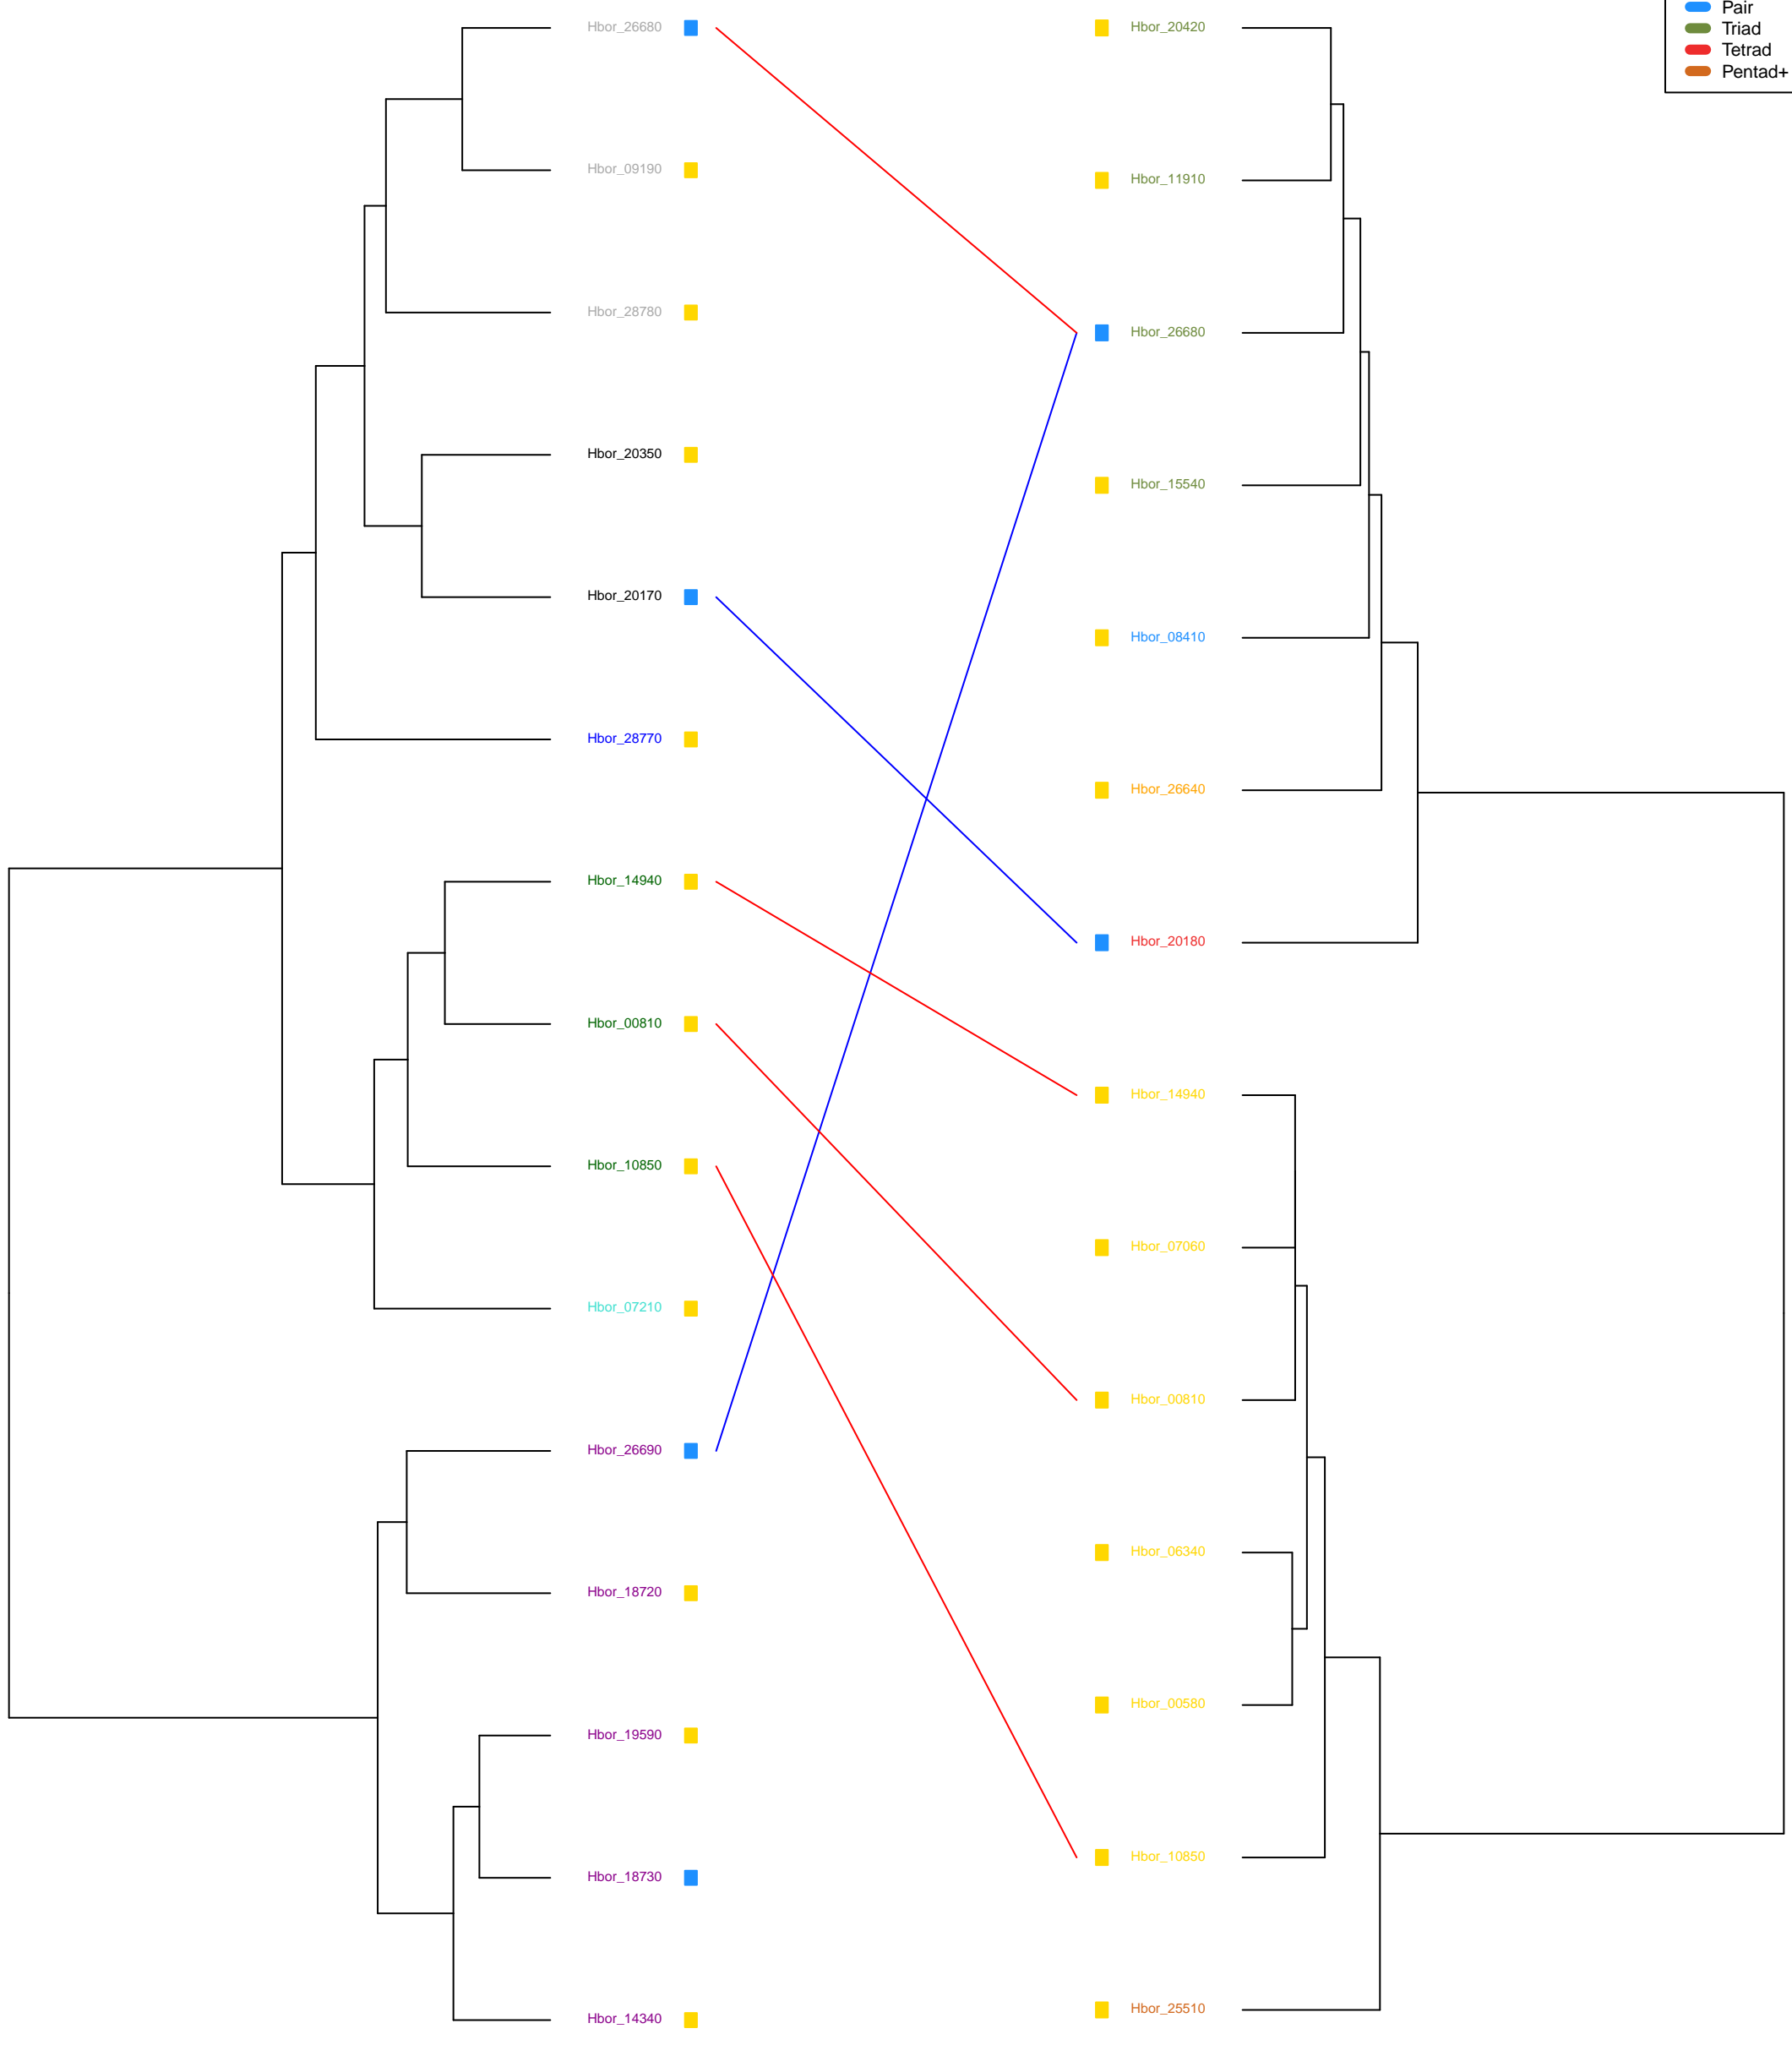 Pair
Triad
Tetrad
Pentad+
Hbor_26680
Hbor_09190
Hbor_28780
Hbor_20350
Hbor_20170
Hbor_28770
Hbor_14940
Hbor_00810
Hbor_10850
Hbor_07210
Hbor_26690
Hbor_18720
Hbor_19590
Hbor_18730
Hbor_14340
Hbor_20420
Hbor_11910
Hbor_26680
Hbor_15540
Hbor_08410
Hbor_26640
Hbor_20180
Hbor_14940
Hbor_07060
Hbor_00810
Hbor_06340
Hbor_00580
Hbor_10850
Hbor_25510